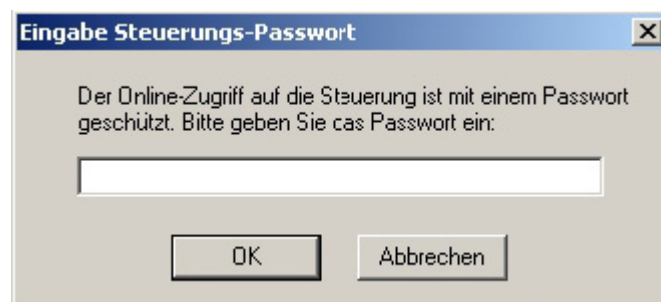 Eingabe Steuerungs-Passwort
Der Online-Zugriff auf die Steuerung ist mit einem Passwort
geschützt. Bitte geben Sie cas Passwort ein:
OK
Abbrechen